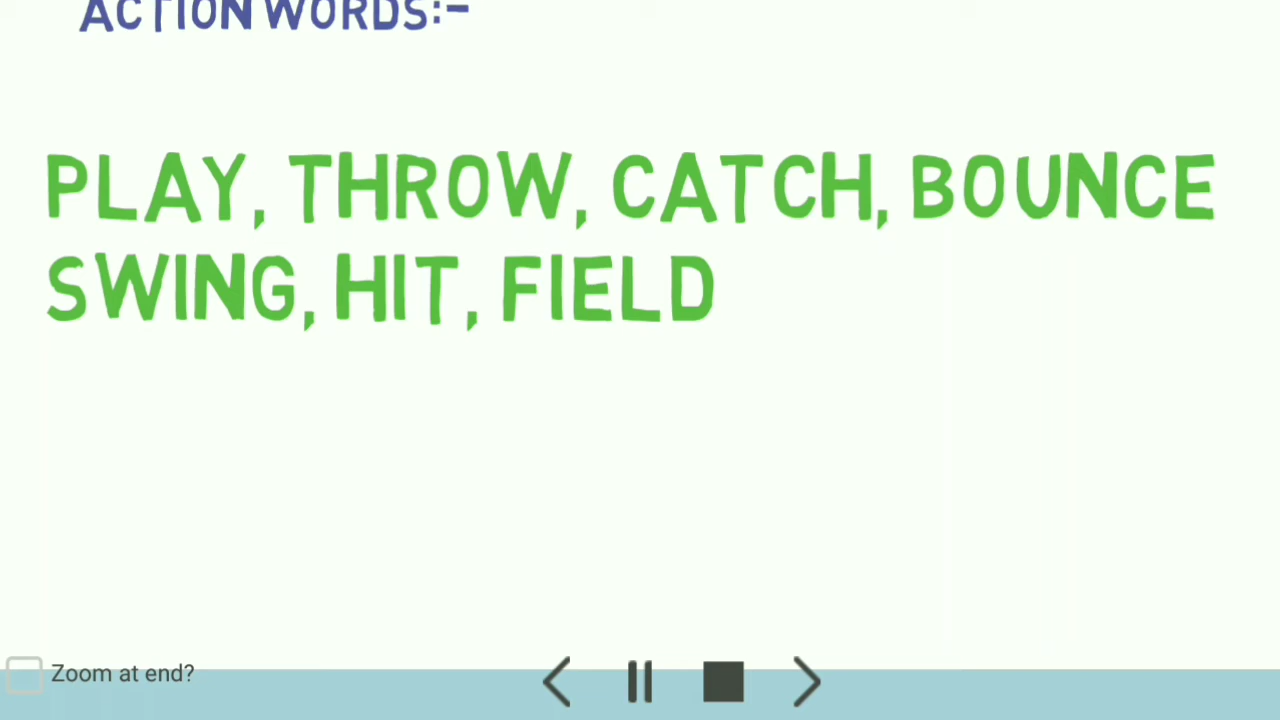 ACTION WORDS:-
PLAY, THROW, CATCH, BOUNCE
SWING, HIT, FIELD
Zoom at end?